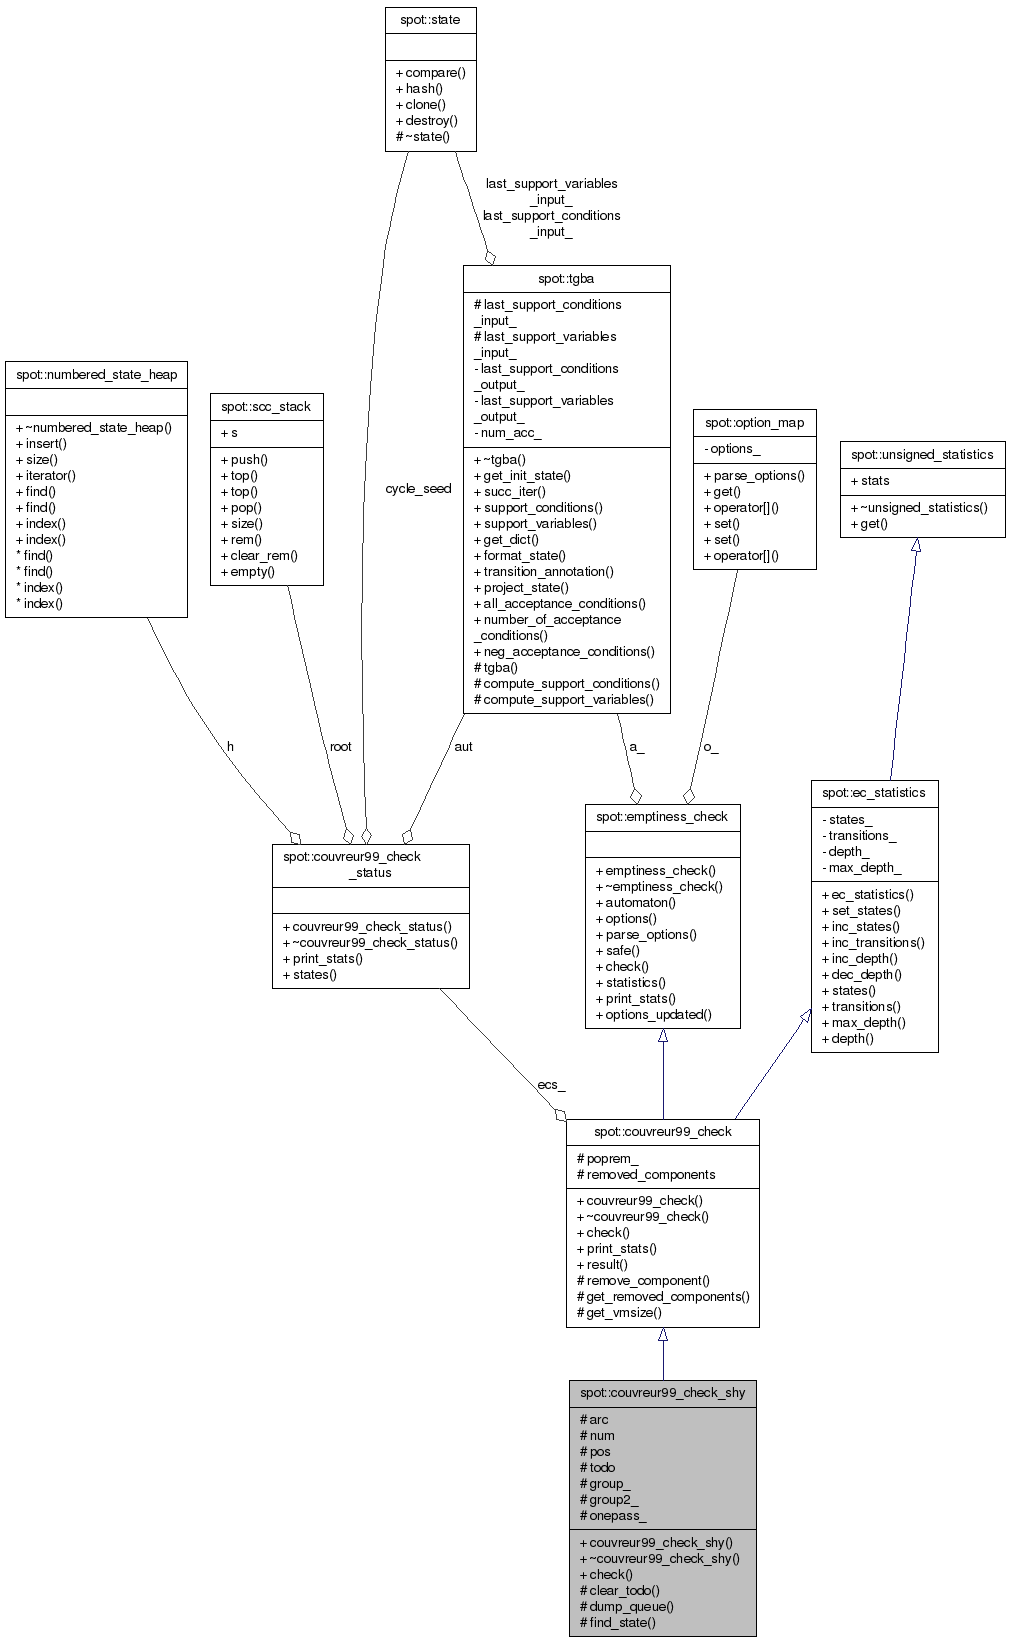 spot::state
+ compare()
+ hash()
+ clone()
+ destroy()
# ~state()
last_support_variables
_input_
last_support_conditions
_input_
spot::tgba
# last_support_conditions
_input_
# last_support_variables
_input_
- last_support_conditions
_output_
- last_support_variables
_output_
- num_acc_
+ ~tgba()
+ get_init_state()
+ succ_iter()
+ support_conditions()
+ support_variables()
+ get_dict()
+ format_state()
+ transition_annotation()
+ project_state()
+ all_acceptance_conditions()
+ number_of_acceptance
_conditions()
+ neg_acceptance_conditions()
# tgba()
# compute_support_conditions()
# compute_support_variables()
spot::numbered_state_heap
+ ~numbered_state_heap()
+ insert()
+ size()
+ iterator()
+ find()
+ find()
+ index()
+ index()
* find()
* find()
* index()
* index()
spot::scc_stack
+ s
+ push()
+ top()
+ top()
+ pop()
+ size()
+ rem()
+ clear_rem()
+ empty()
cycle_seed
spot::option_map
- options_
+ parse_options()
+ get()
+ operator[]()
+ set()
+ set()
+ operator[]()
spot::unsigned_statistics
+ stats
+ ~unsigned_statistics()
+ get()
h
root
aut
a_
o_
spot::couvreur99_check
_status
+ couvreur99_check_status()
+ ~couvreur99_check_status()
+ print_stats()
+ states()
spot::emptiness_check
+ emptiness_check()
+ ~emptiness_check()
+ automaton()
+ options()
+ parse_options()
+ safe()
+ check()
+ statistics()
+ print_stats()
+ options_updated()
spot::ec_statistics
- states_
- transitions_
- depth_
- max_depth_
+ ec_statistics()
+ set_states()
+ inc_states()
+ inc_transitions()
+ inc_depth()
+ dec_depth()
+ states()
+ transitions()
+ max_depth()
+ depth()
ecs_
spot::couvreur99_check
# poprem_
# removed_components
+ couvreur99_check()
+ ~couvreur99_check()
+ check()
+ print_stats()
+ result()
# remove_component()
# get_removed_components()
# get_vmsize()
spot::couvreur99_check_shy
# arc
# num
# pos
# todo
# group_
# group2_
# onepass_
+ couvreur99_check_shy()
+ ~couvreur99_check_shy()
+ check()
# clear_todo()
# dump_queue()
# find_state()